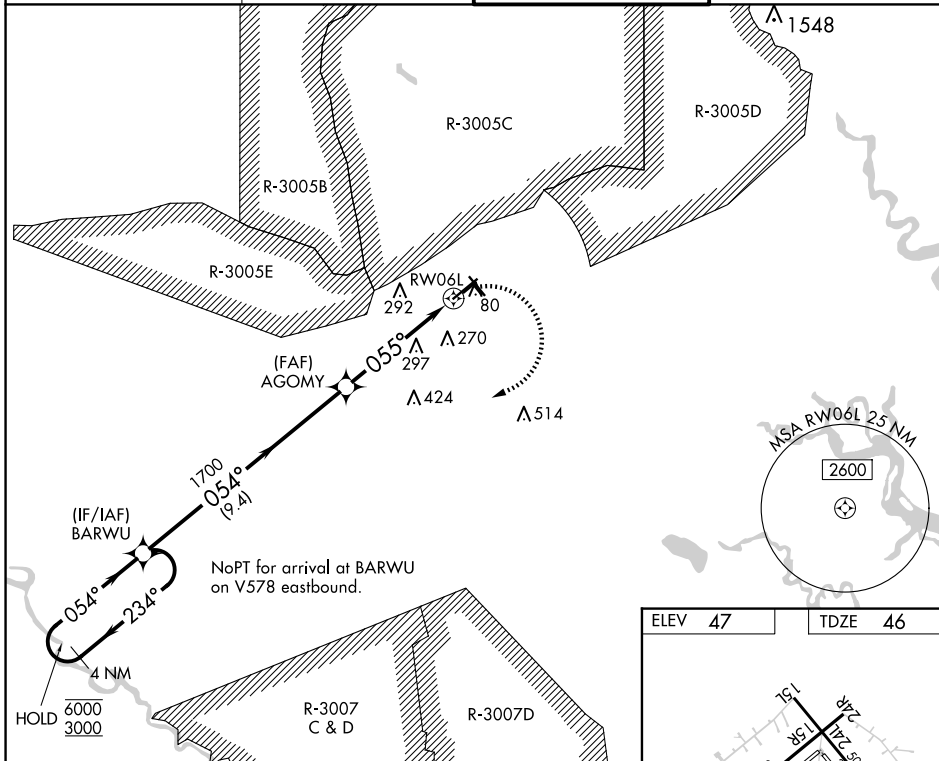 1548
R-3005C
R-3005D
R-3005B
R-3005E
RW06L
292
80
270
297
055°
(FAF)
AGOMY
424
514
MSA RW06L 25 NM
2600
1700
054°
(9.4)
(IF/IAF)
BARWU
NoPT for arrival at BARWU
on V578 eastbound.
054°
234°
4 NM
HOLD
6000
3000
R-3007
C & D
R-3007D
ELEV 47
TDZE 46
15L
24R
15R
24L